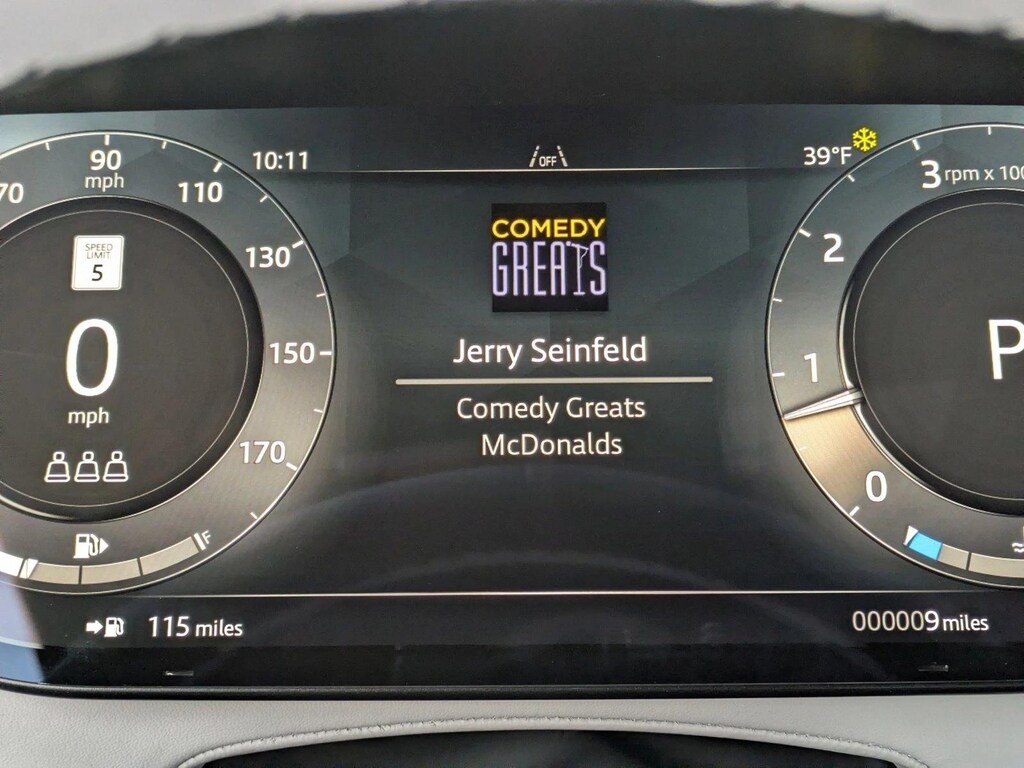 90
mph
70
110
130
150
170
SPEED
LIMIT
5
0
mph
F
10:11
OFF
39°F
COMEDY
GREATS
Jerry Seinfeld
Comedy Greats
McDonalds
3 rpm x 100
2
1
0
P
115 miles
000009 miles